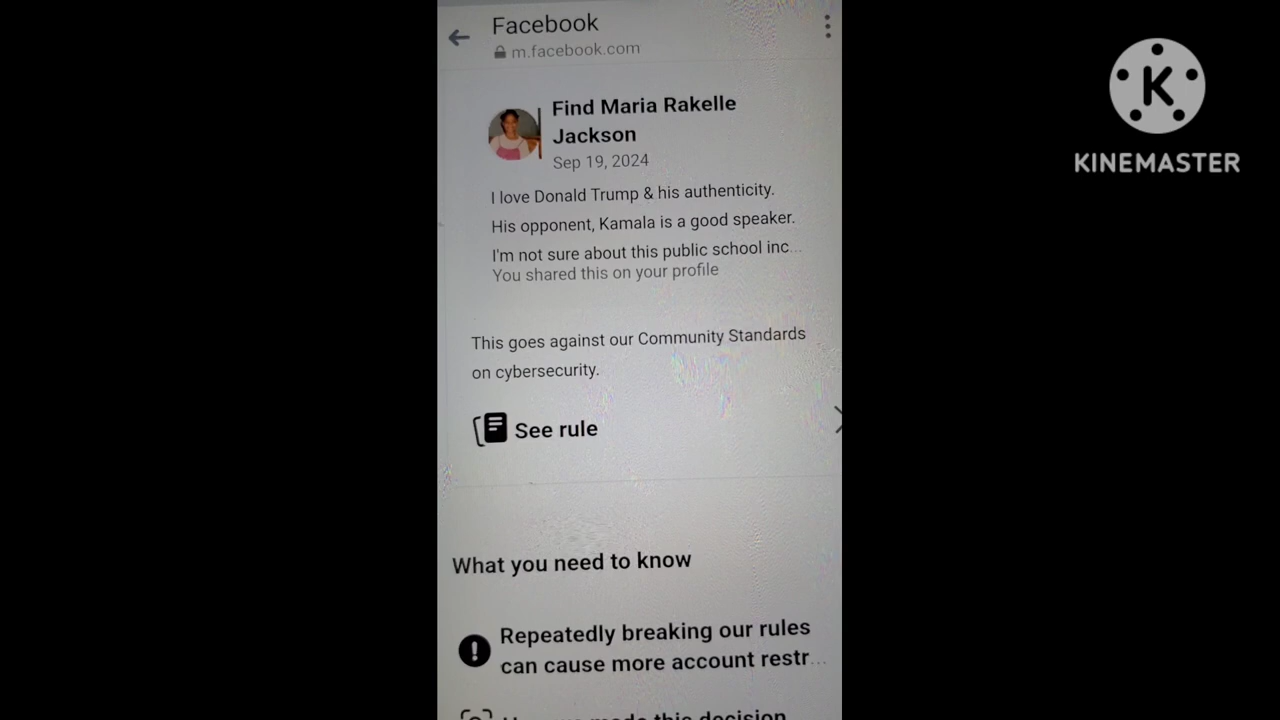 Facebook
m.facebook.com
Find Maria Rakelle
Jackson
Sep 19, 2024
I love Donald Trump & his authenticity.
His opponent, Kamala is a good speaker.
I'm not sure about this public school inc...
You shared this on your profile
This goes against our Community Standards
on cybersecurity.
See rule
What you need to know
Repeatedly breaking our rules
can cause more account restr...
made this decision
K
KINEMASTER